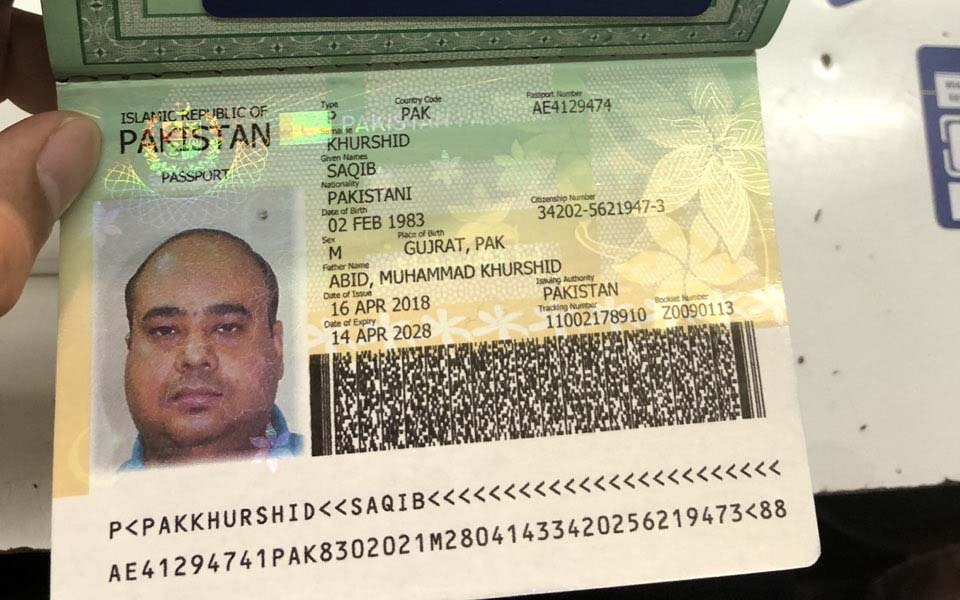 ISLAMIC REPUBLIC OF
PAKISTAN
PASSPORT
Type Country Code Passport Number
P PAK AE4129474
Surname
KHURSHID
Given Names
SAQIB
Nationality
PAKISTANI
Date of Birth Citizenship Number
02 FEB 1983 34202-5621947-3
Sex Place of Birth
M GUJRAT, PAK
Father Name
ABID, MUHAMMAD KHURSHID
Date of Issue Issuing Authority
16 APR 2018 PAKISTAN
Date of Expiry Tracking Number Booklet Number
14 APR 2028 11002178910 Z0090113
P<PAKKHURSHID<<SAQIB<<<<<<<<<<<<<<<<<<<<<<<<
AE41294741PAK8302021M28041433420256219473<88